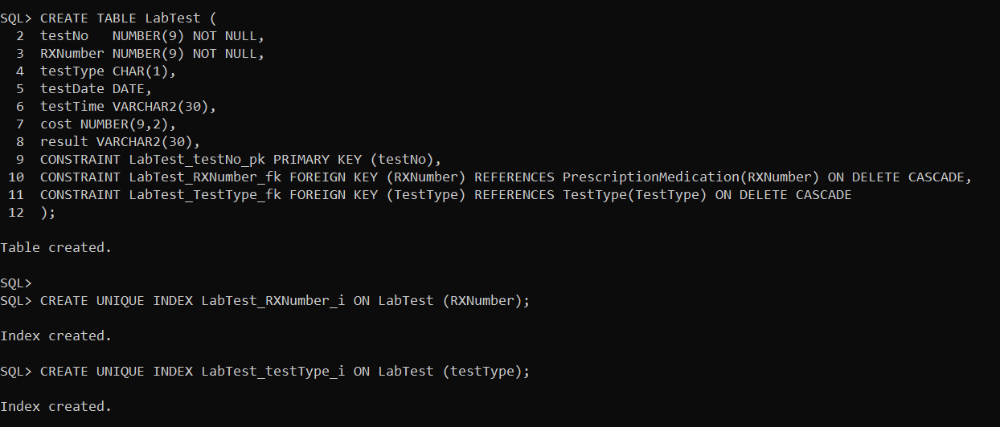 SQL> CREATE TABLE LabTest (
  2  testNo   NUMBER(9) NOT NULL,
  3  RXNumber NUMBER(9) NOT NULL,
  4  testType CHAR(1),
  5  testDate DATE,
  6  testTime VARCHAR2(30),
  7  cost NUMBER(9,2),
  8  result VARCHAR2(30),
  9  CONSTRAINT LabTest_testNo_pk PRIMARY KEY (testNo),
 10  CONSTRAINT LabTest_RXNumber_fk FOREIGN KEY (RXNumber) REFERENCES PrescriptionMedication(RXNumber) ON DELETE CASCADE,
 11  CONSTRAINT LabTest_TestType_fk FOREIGN KEY (TestType) REFERENCES TestType(TestType) ON DELETE CASCADE
 12  );

Table created.

SQL>
SQL> CREATE UNIQUE INDEX LabTest_RXNumber_i ON LabTest (RXNumber);

Index created.

SQL> CREATE UNIQUE INDEX LabTest_testType_i ON LabTest (testType);

Index created.